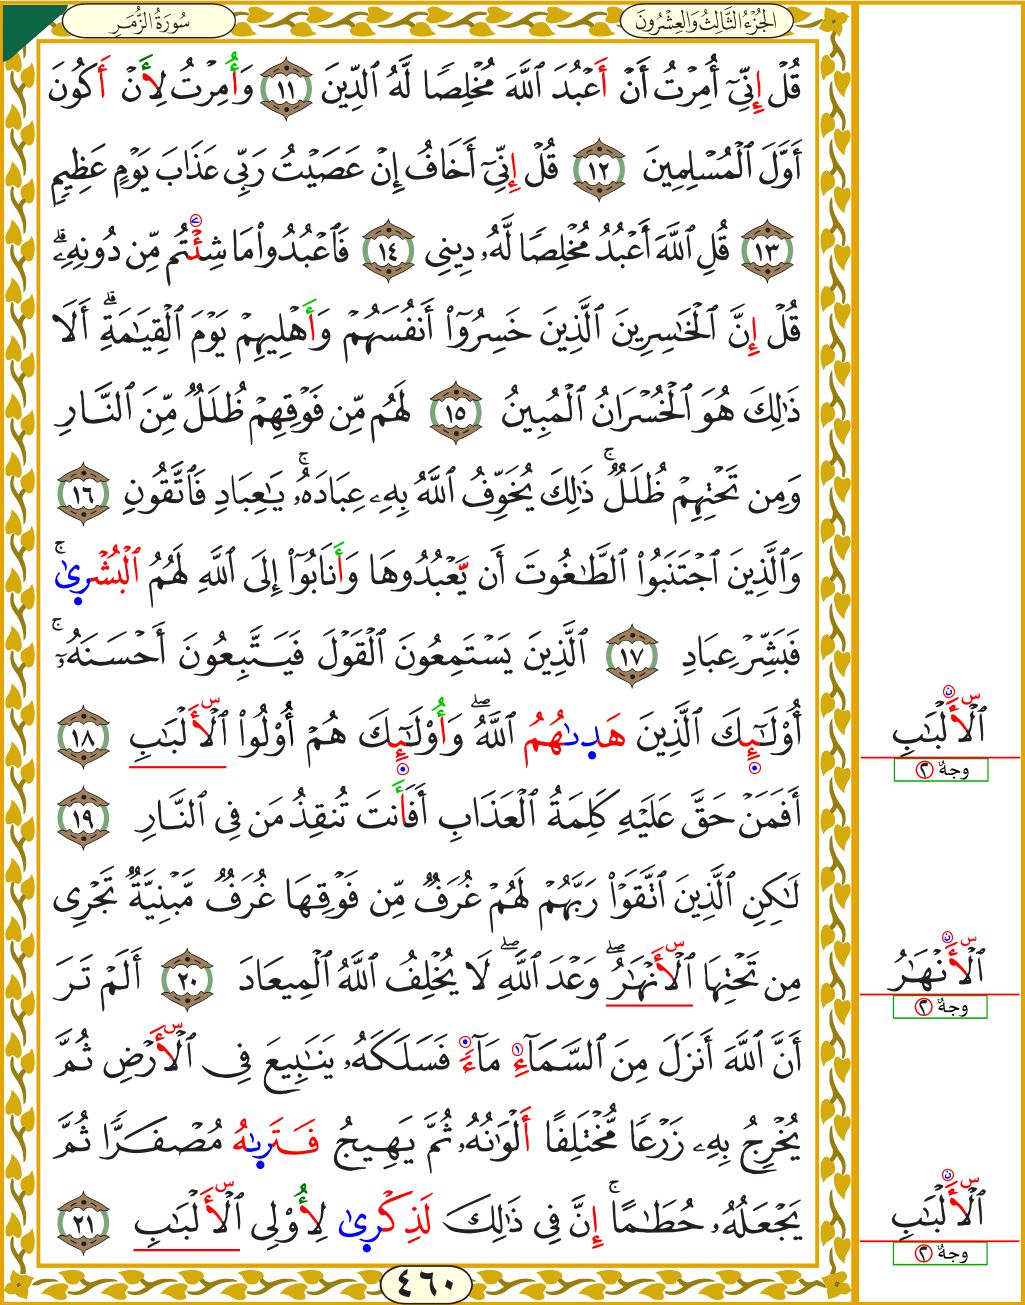 الجُزْءُ الثَّالِثُ وَالعِشْرُونَ
سُورَةُ الزُّمَرِ
قُلْ إِنِّىٓ أُمِرْتُ أَنْ أَعْبُدَ ٱللَّهَ مُخْلِصًا لَّهُ ٱلدِّينَ ١١ وَأُمِرْتُ لِأَنْ أَكُونَ
أَوَّلَ ٱلْمُسْلِمِينَ ١٢ قُلْ إِنِّىٓ أَخَافُ إِنْ عَصَيْتُ رَبِّى عَذَابَ يَوْمٍ عَظِيمٍ
١٣ قُلِ ٱللَّهَ أَعْبُدُ مُخْلِصًا لَّهُۥ دِينِى ١٤ فَٱعْبُدُوا۟ مَا شِئْتُم مِّن دُونِهِۦۗ
قُلْ إِنَّ ٱلْخَـٰسِرِينَ ٱلَّذِينَ خَسِرُوٓا۟ أَنفُسَهُمْ وَأَهْلِيهِمْ يَوْمَ ٱلْقِيَـٰمَةِۗ أَلَا
ذَٰلِكَ هُوَ ٱلْخُسْرَانُ ٱلْمُبِينُ ١٥ لَهُم مِّن فَوْقِهِمْ ظُلَلٌ مِّنَ ٱلنَّارِ
وَمِن تَحْتِهِمْ ظُلَلٌۚ ذَٰلِكَ يُخَوِّفُ ٱللَّهُ بِهِۦ عِبَادَهُۥۚ يَـٰعِبَادِ فَٱتَّقُونِ ١٦
وَٱلَّذِينَ ٱجْتَنَبُوا۟ ٱلطَّـٰغُوتَ أَن يَعْبُدُوهَا وَأَنَابُوٓا۟ إِلَى ٱللَّهِ لَهُمُ ٱلْبُشْرَىٰۚ
فَبَشِّرْ عِبَادِ ١٧ ٱلَّذِينَ يَسْتَمِعُونَ ٱلْقَوْلَ فَيَتَّبِعُونَ أَحْسَنَهُۥٓۚ
أُو۟لَـٰٓئِكَ ٱلَّذِينَ هَدَىٰهُمُ ٱللَّهُۖ وَأُو۟لَـٰٓئِكَ هُمْ أُو۟لُوا۟ ٱلْأَلْبَـٰبِ ١٨
ٱلْأَلْبَـٰبِ
وجهٌ ٢
أَفَمَنْ حَقَّ عَلَيْهِ كَلِمَةُ ٱلْعَذَابِ أَفَأَنتَ تُنقِذُ مَن فِى ٱلنَّارِ ١٩
لَـٰكِنِ ٱلَّذِينَ ٱتَّقَوْا۟ رَبَّهُمْ لَهُمْ غُرَفٌ مِّن فَوْقِهَا غُرَفٌ مَّبْنِيَّةٌ تَجْرِى
مِن تَحْتِهَا ٱلْأَنْهَـٰرُۖ وَعْدَ ٱللَّهِۖ لَا يُخْلِفُ ٱللَّهُ ٱلْمِيعَادَ ٢٠ أَلَمْ تَرَ
ٱلْأَنْهَـٰرُ
وجهٌ ٢
أَنَّ ٱللَّهَ أَنزَلَ مِنَ ٱلسَّمَآءِ مَآءً فَسَلَكَهُۥ يَنَـٰبِيعَ فِى ٱلْأَرْضِ ثُمَّ
يُخْرِجُ بِهِۦ زَرْعًا مُّخْتَلِفًا أَلْوَٰنُهُۥ ثُمَّ يَهِيجُ فَتَرَىٰهُ مُصْفَرًّا ثُمَّ
يَجْعَلُهُۥ حُطَـٰمًاۚ إِنَّ فِى ذَٰلِكَ لَذِكْرَىٰ لِأُو۟لِى ٱلْأَلْبَـٰبِ ٢١
ٱلْأَلْبَـٰبِ
وجهٌ ٢
٤٦٠